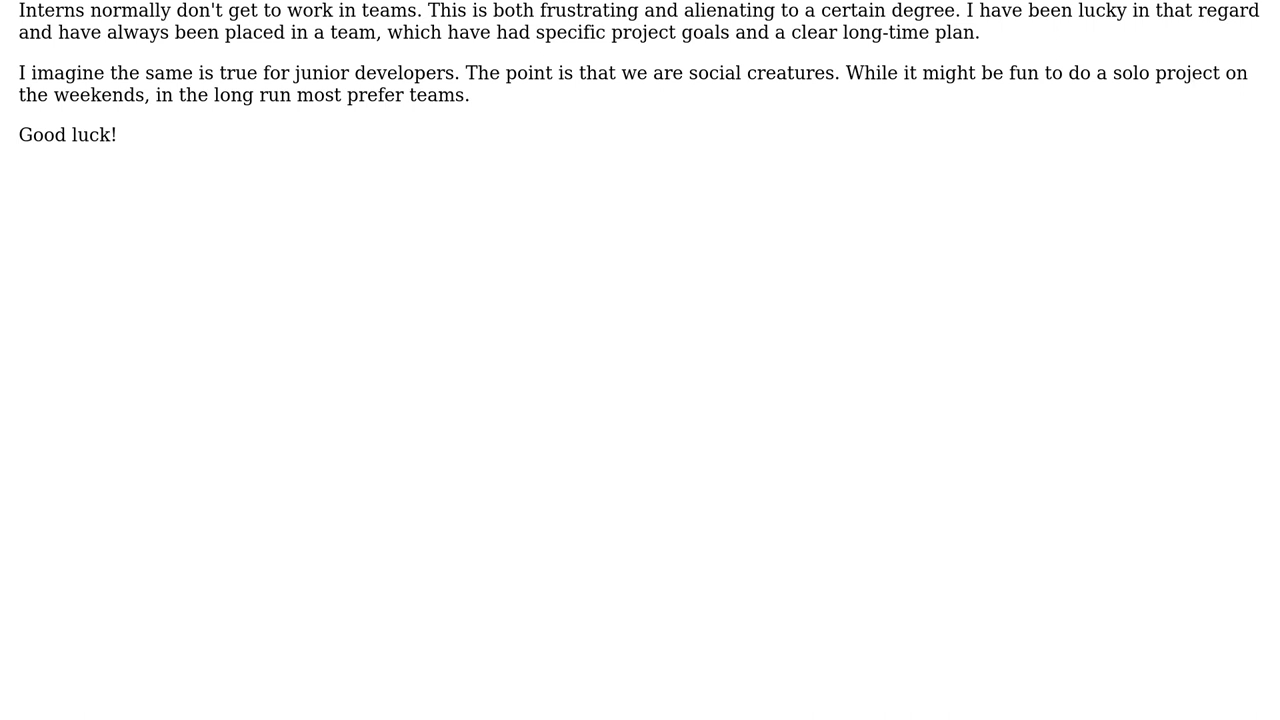 Interns normally don't get to work in teams. This is both frustrating and alienating to a certain degree. I have been lucky in that regard
and have always been placed in a team, which have had specific project goals and a clear long-time plan.
I imagine the same is true for junior developers. The point is that we are social creatures. While it might be fun to do a solo project on
the weekends, in the long run most prefer teams.
Good luck!